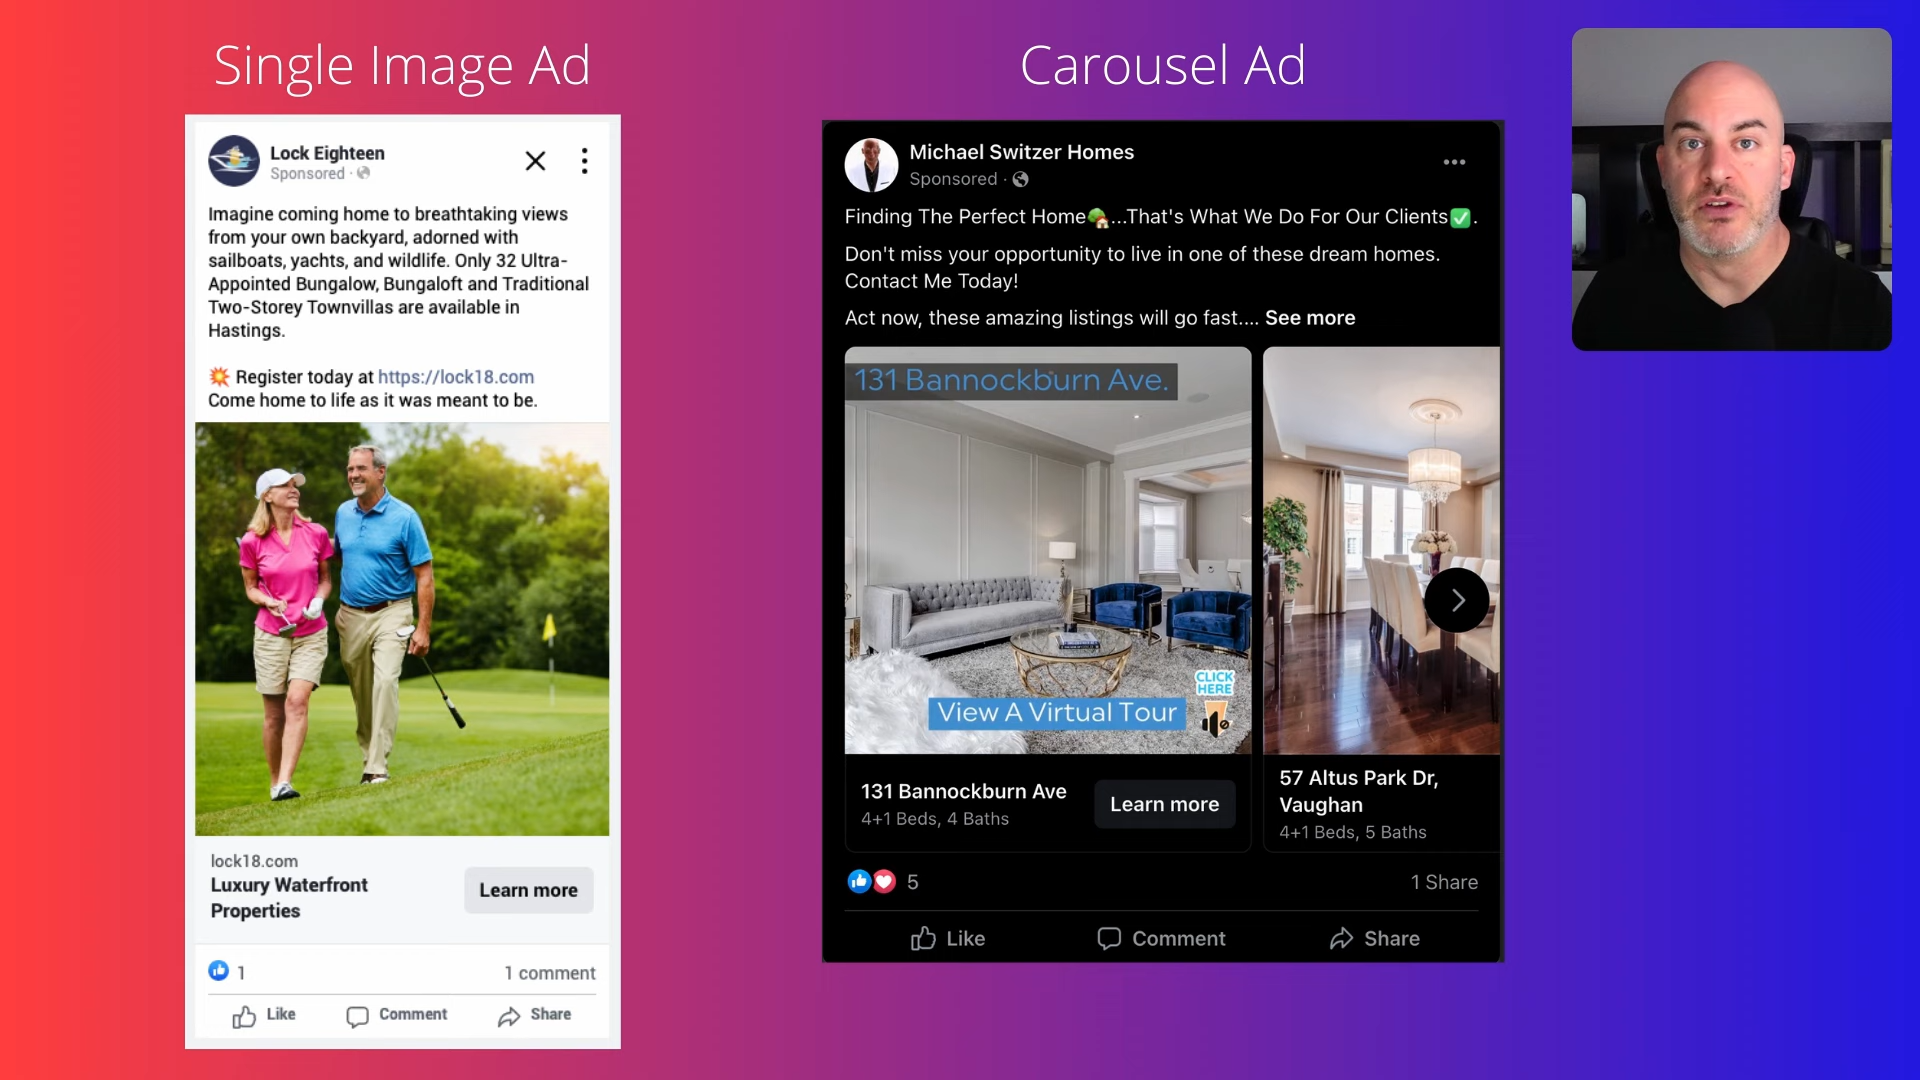 Single Image Ad
Lock Eighteen
Sponsored ·
Imagine coming home to breathtaking views
from your own backyard, adorned with
sailboats, yachts, and wildlife. Only 32 Ultra-
Appointed Bungalow, Bungaloft and Traditional
Two-Storey Townvillas are available in
Hastings.
💥 Register today at https://lock18.com
Come home to life as it was meant to be.
lock18.com
Luxury Waterfront
Properties
Learn more
1
1 comment
Like
Comment
Share
Carousel Ad
Michael Switzer Homes
Sponsored ·
Finding The Perfect Home🏡...That's What We Do For Our Clients✅.
Don't miss your opportunity to live in one of these dream homes.
Contact Me Today!
Act now, these amazing listings will go fast.... See more
131 Bannockburn Ave.
CLICK
HERE
View A Virtual Tour
131 Bannockburn Ave
4+1 Beds, 4 Baths
Learn more
57 Altus Park Dr,
Vaughan
4+1 Beds, 5 Baths
5
1 Share
Like
Comment
Share